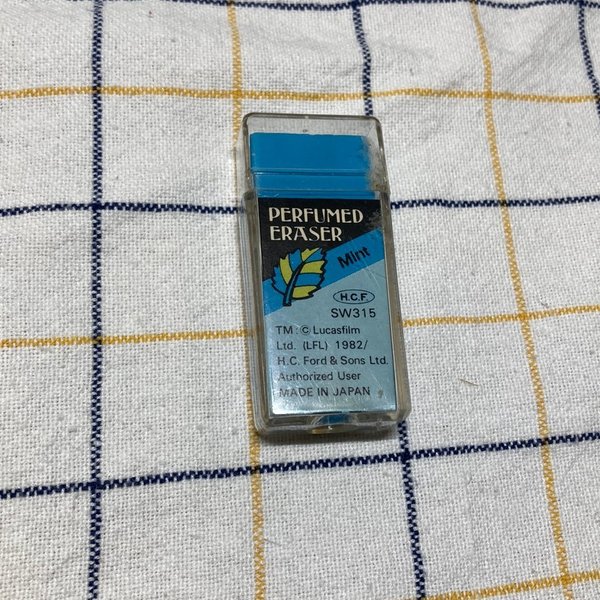 PERFUMED
ERASER
Mint
H.C.F
SW315
TM: © Lucasfilm
Ltd. (LFL) 1982/
H.C. Ford & Sons Ltd.
Authorized User
MADE IN JAPAN